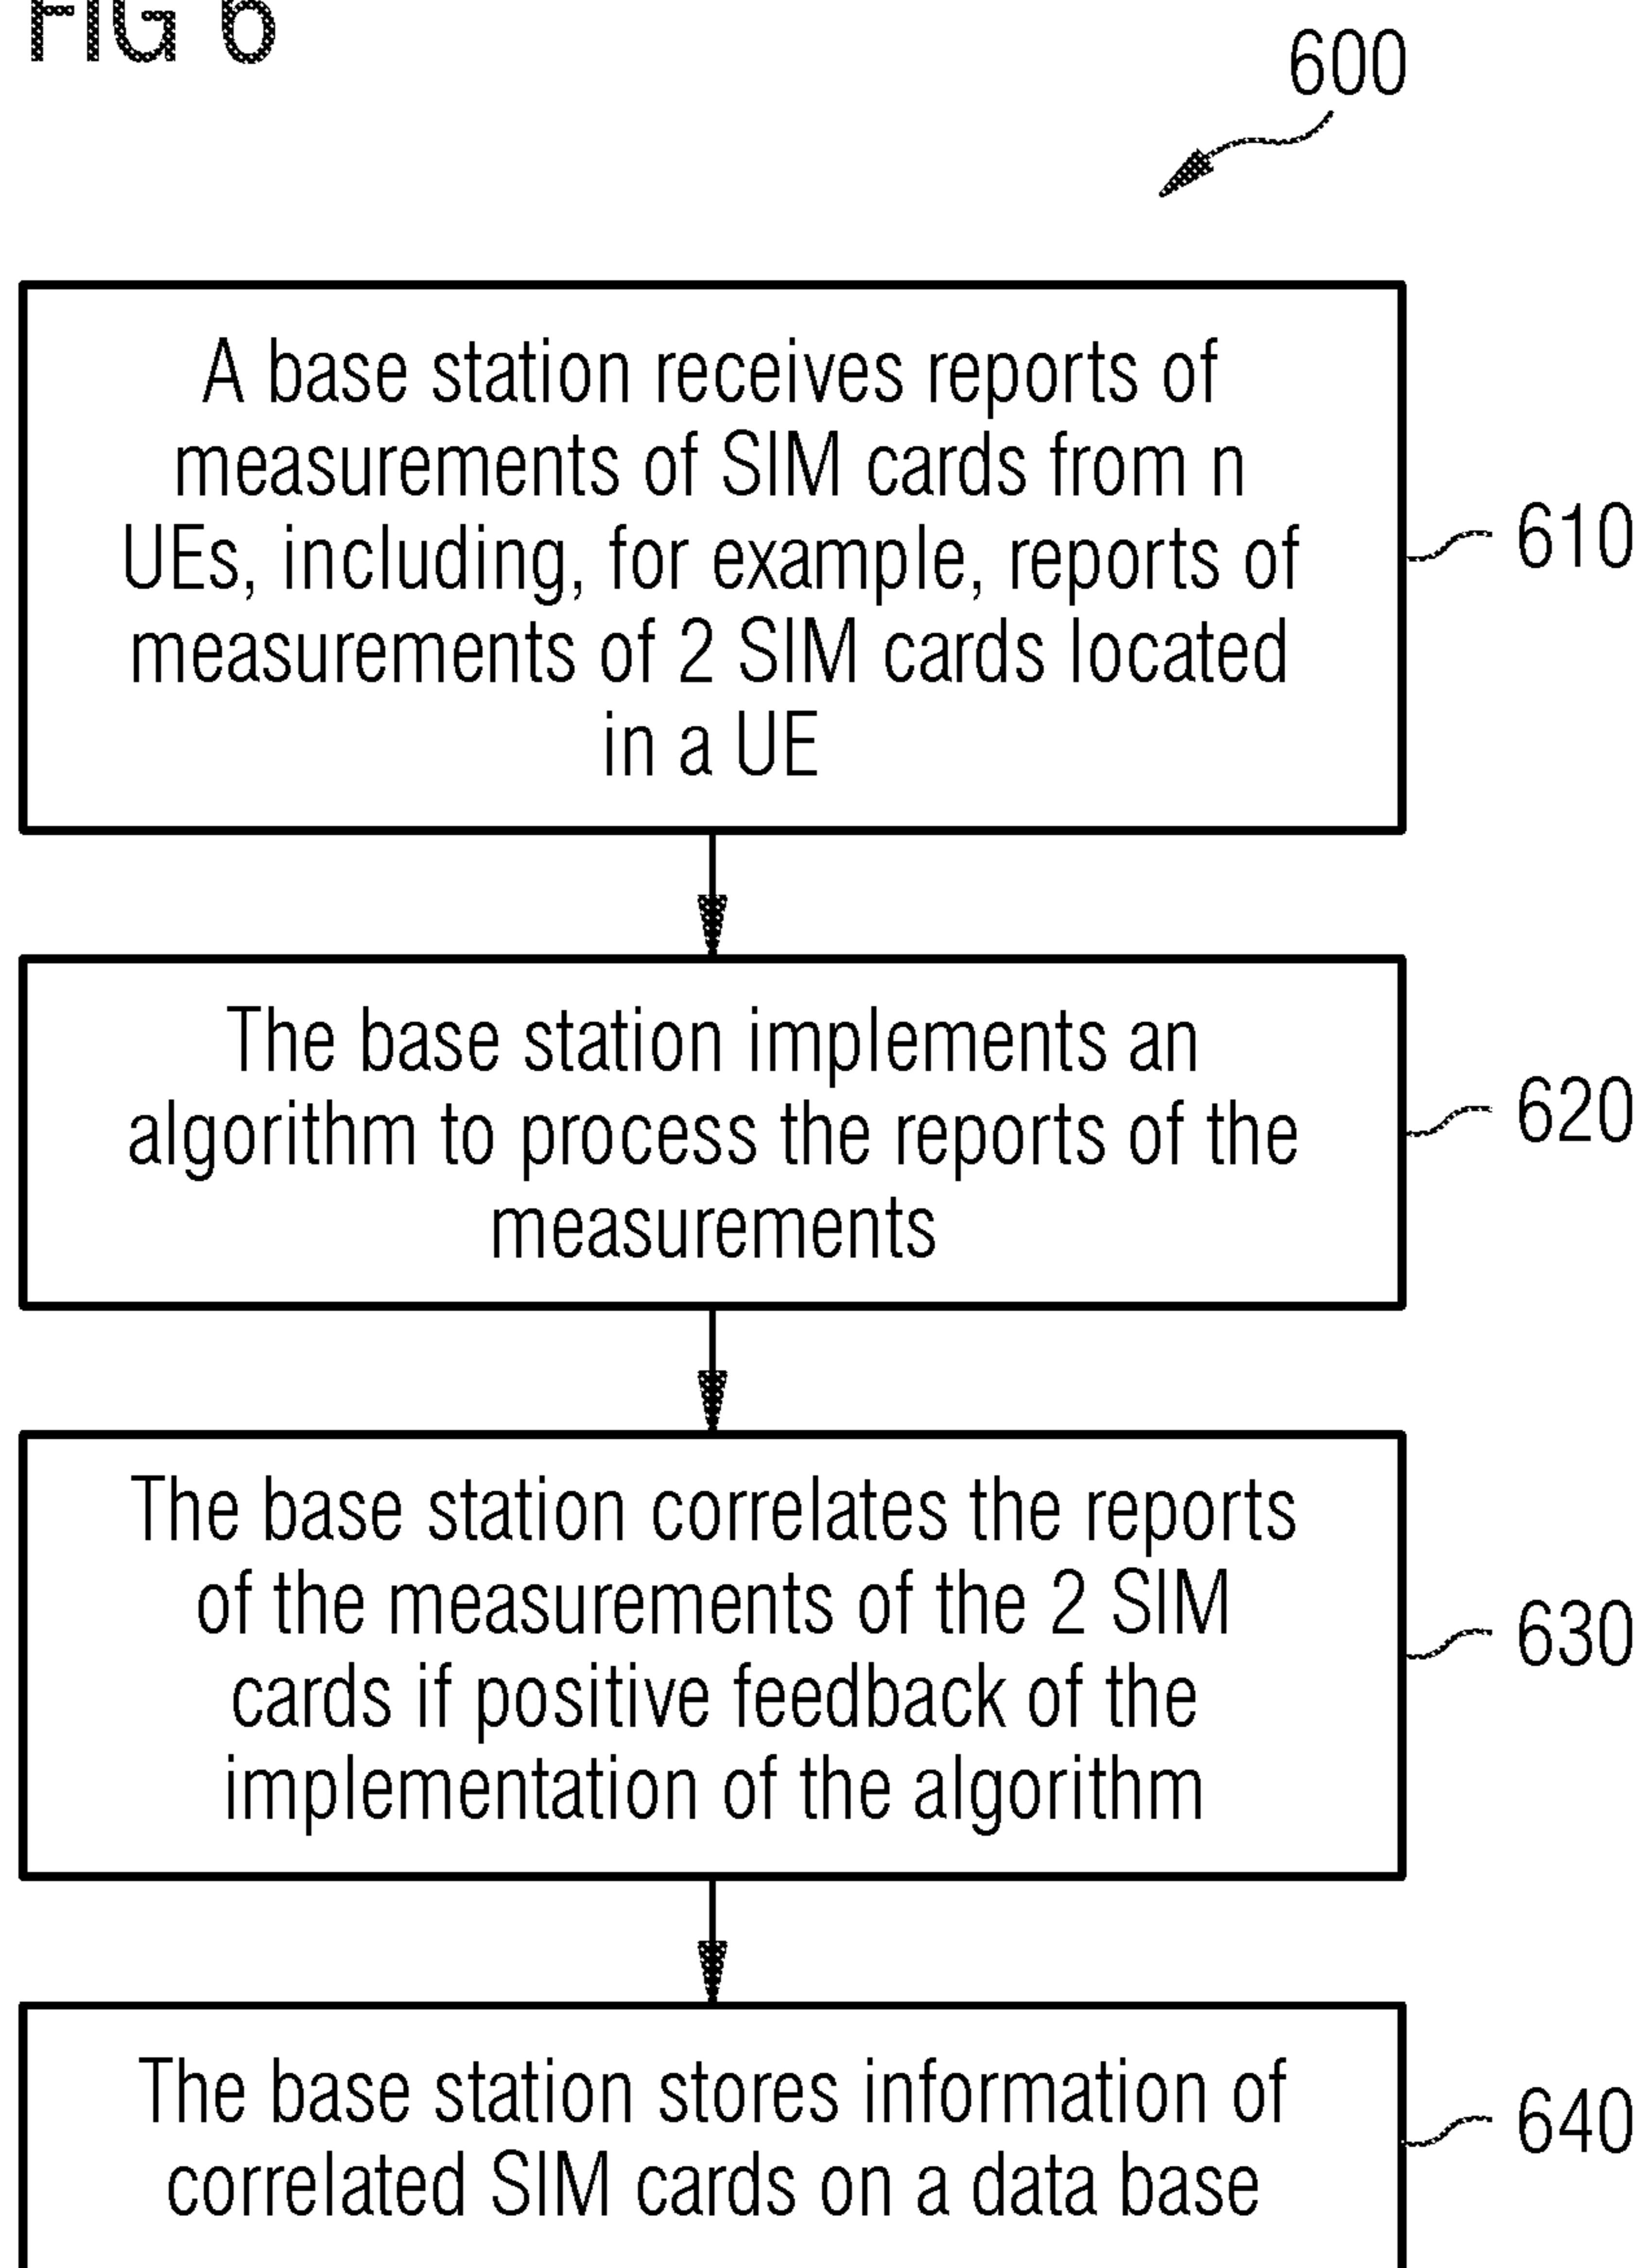 FIG 6
600
A base station receives reports of
measurements of SIM cards from n
UEs, including, for example, reports of
measurements of 2 SIM cards located
in a UE
610
The base station implements an
algorithm to process the reports of the
measurements
620
The base station correlates the reports
of the measurements of the 2 SIM
cards if positive feedback of the
implementation of the algorithm
630
The base station stores information of
correlated SIM cards on a data base
640